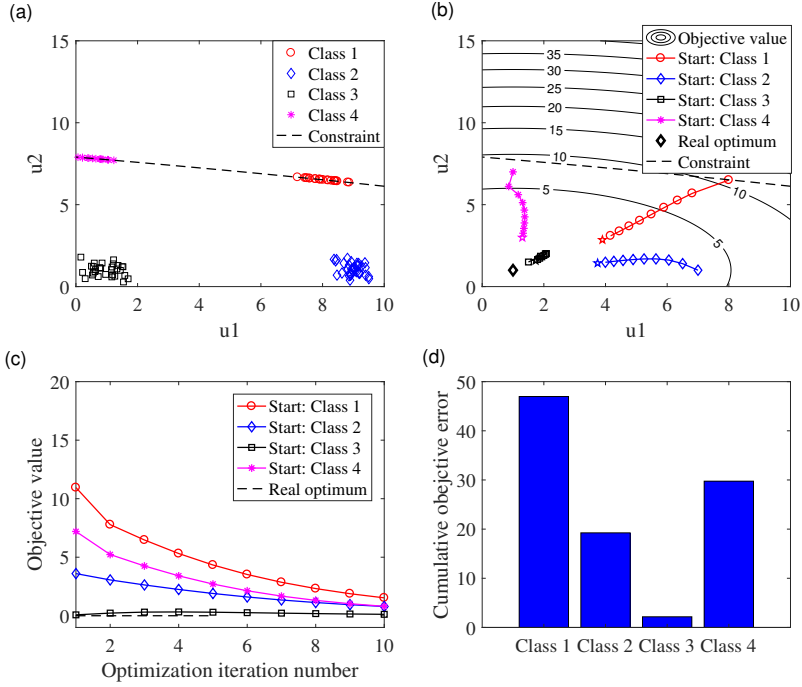 (a)
15
10
5
0
0
2
4
6
8
10
u2
u1
Class 1
Class 2
Class 3
Class 4
Constraint
(b)
15
10
5
0
0
2
4
6
8
10
u2
u1
35
30
25
20
15
10
10
5
5
Objective value
Start: Class 1
Start: Class 2
Start: Class 3
Start: Class 4
Real optimum
Constraint
(c)
20
15
10
5
0
2
4
6
8
10
Objective value
Optimization iteration number
Start: Class 1
Start: Class 2
Start: Class 3
Start: Class 4
Real optimum
(d)
50
40
30
20
10
0
Cumulative obejctive error
Class 1 Class 2 Class 3 Class 4